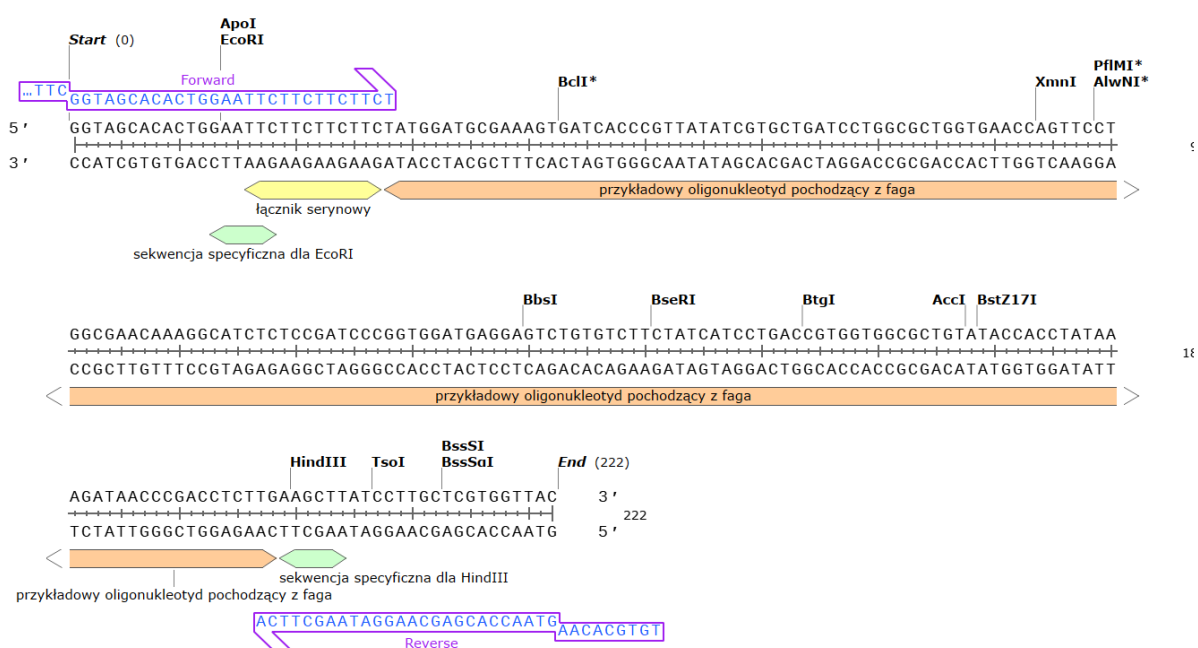 ApoI
Start (0) EcoRI
Forward
PflMI*
…TTC BclI* XmnI AlwNI*
GGTAGCACACTGGAATTCTTCTTCTTCT
5′ GGTAGCACACTGGAATTCTTCTTCTTCTATGGATGCGAAAGTGATCACCCGTTATATCGTGCTGATCCTGGCGCTGGTGAACCAGTTCCT
9
3′ CCATCGTGTGACCTTAAGAAGAAGAAGATACCTACGCTTTCACTAGTGGGCAATATAGCACGACTAGGACCGCGACCACTTGGTCAAGGA
przykładowy oligonukleotyd pochodzący z faga
łącznik serynowy
sekwencja specyficzna dla EcoRI
BbsI BseRI BtgI AccI BstZ17I
GGCGAACAAAGGCATCTCTCCGATCCCGGTGGATGAGGAGTCTGTGTCTTCTATCATCCTGACCGTGGTGGCGCTGTATACCACCTATAA
18
CCGCTTGTTTCCGTAGAGAGGCTAGGGCCACCTACTCCTCAGACACAGAAGATAGTAGGACTGGCACCACCGCGACATATGGTGGATATT
przykładowy oligonukleotyd pochodzący z faga
BssSI
HindIII TsoI BssSαI End (222)
AGATAACCCGACCTCTTGAAGCTTATCCTTGCTCGTGGTTAC 3′
222
TCTATTGGGCTGGAGAACTTCGAATAGGAACGAGCACCAATG 5′
sekwencja specyficzna dla HindIII
przykładowy oligonukleotyd pochodzący z faga
ACTTCGAATAGGAACGAGCACCAATG
AACACGTGT
Reverse